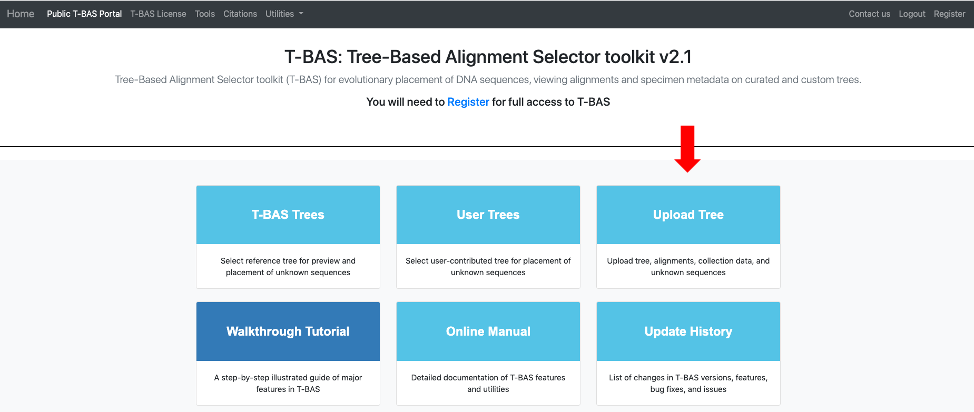 Home Public T-BAS Portal T-BAS License Tools Citations Utilities Contact us Logout Register
T-BAS: Tree-Based Alignment Selector toolkit v2.1
Tree-Based Alignment Selector toolkit (T-BAS) for evolutionary placement of DNA sequences, viewing alignments and specimen metadata on curated and custom trees.
You will need to Register for full access to T-BAS
T-BAS Trees
Select reference tree for preview and
placement of unknown sequences
User Trees
Select user-contributed tree for placement of
unknown sequences
Upload Tree
Upload tree, alignments, collection data, and
unknown sequences
Walkthrough Tutorial
A step-by-step illustrated guide of major
features in T-BAS
Online Manual
Detailed documentation of T-BAS features
and utilities
Update History
List of changes in T-BAS versions, features,
bug fixes, and issues